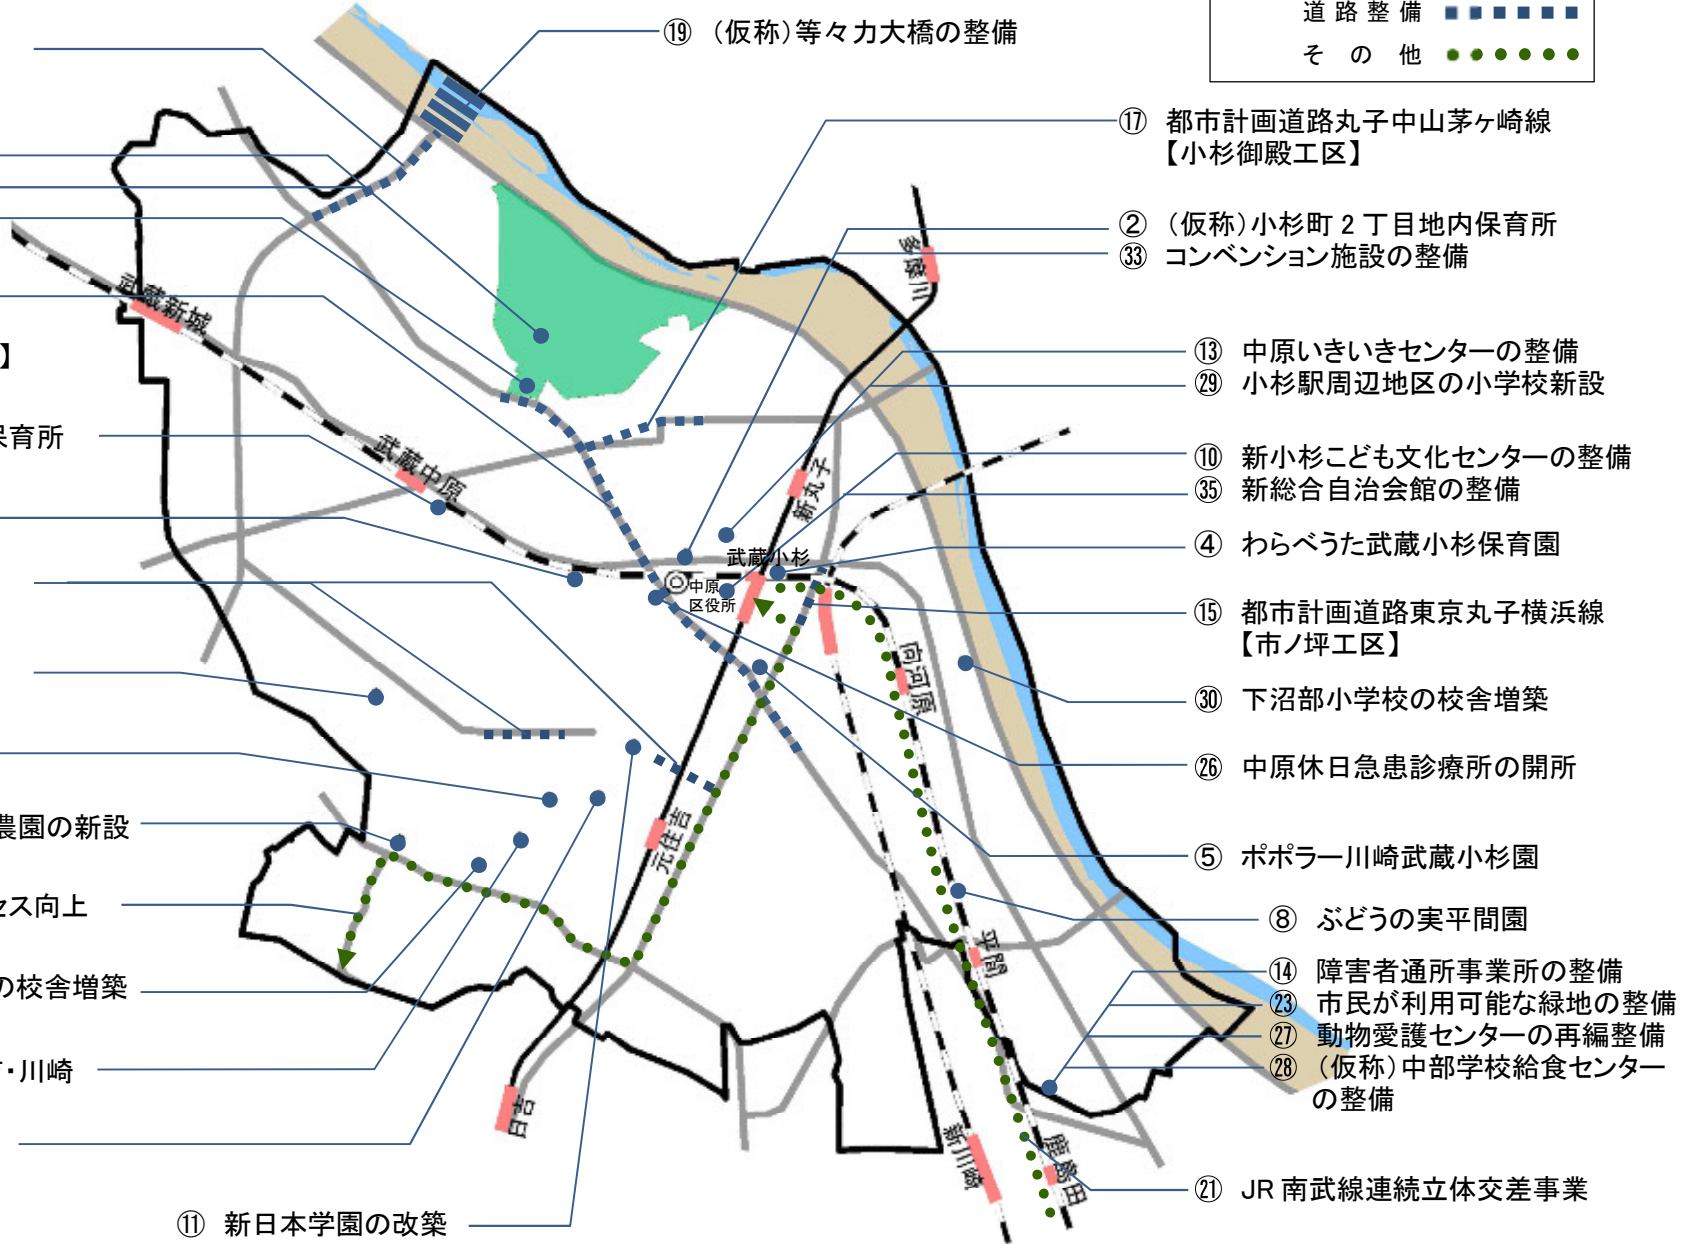 道路整備
その他
⑲ （仮称）等々力大橋の整備
⑰ 都市計画道路丸子中山茅ヶ崎線
【小杉御殿工区】
② （仮称）小杉町２丁目地内保育所
㉝ コンベンション施設の整備
⑬ 中原いきいきセンターの整備
㉙ 小杉駅周辺地区の小学校新設
⑩ 新小杉こども文化センターの整備
㉟ 新総合自治会館の整備
④ わらべうた武蔵小杉保育園
⑮ 都市計画道路東京丸子横浜線
【市ノ坪工区】
㉚ 下沼部小学校の校舎増築
㉖ 中原休日急患診療所の開所
⑤ ポポラー川崎武蔵小杉園
⑧ ぶどうの実平間園
⑭ 障害者通所事業所の整備
㉓ 市民が利用可能な緑地の整備
㉗ 動物愛護センターの再編整備
㉘ （仮称）中部学校給食センター
の整備
㉑ JR南武線連続立体交差事業
⑪ 新日本学園の改築
】
保育所
農園の新設
セス向上
の校舎増築
・川崎
多摩川
武蔵新城
武蔵中原
新丸子
武蔵小杉
中原
区役所
向河原
元住吉
平間
日吉
新川崎
鹿島田